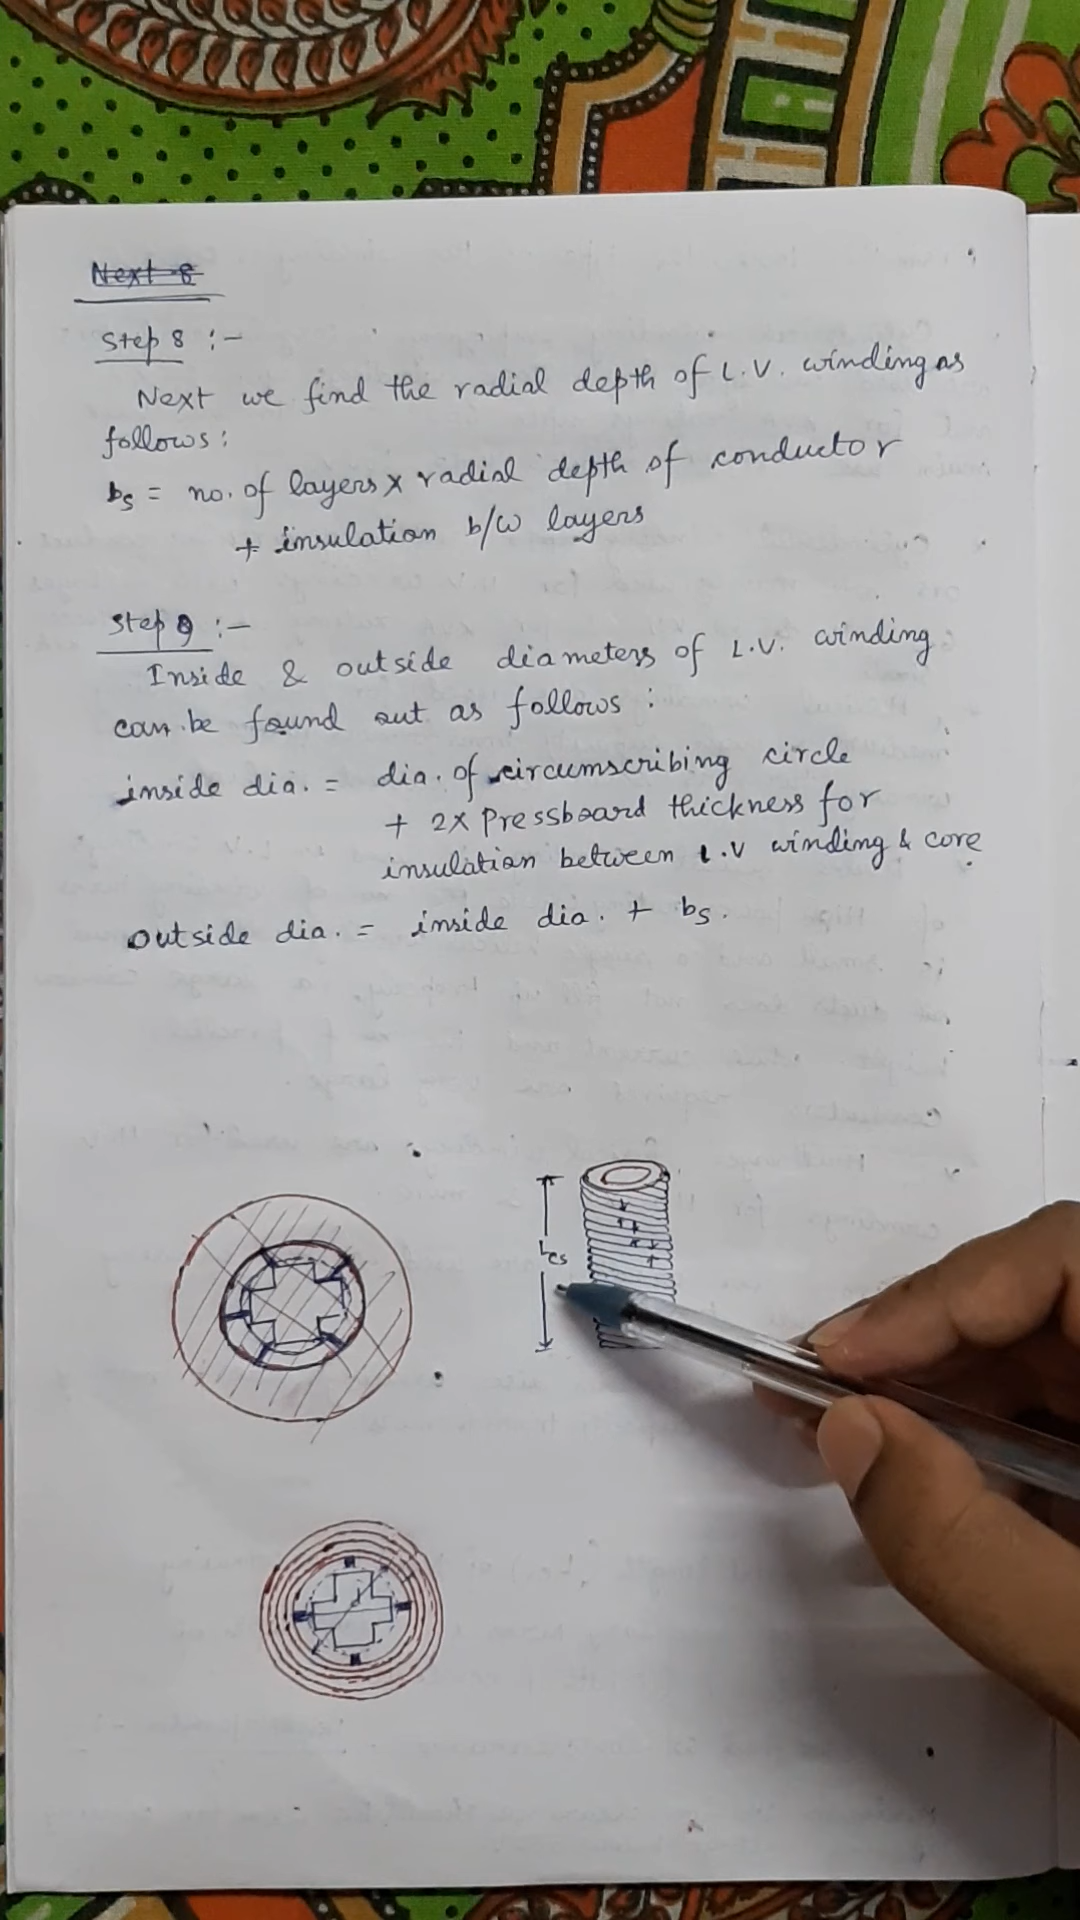 Next 8
Step 8 :-
Next we find the radial depth of L.V. winding as
follows:
bs = no. of layers x radial depth of conductor
+ insulation b/w layers
Step 9 :-
Inside & outside diameters of L.V. winding
can be found out as follows :
inside dia. = dia. of circumscribing circle
+ 2x Pressboard thickness for
insulation between L.V winding & core.
outside dia. = inside dia. + bs.
Lcs
d